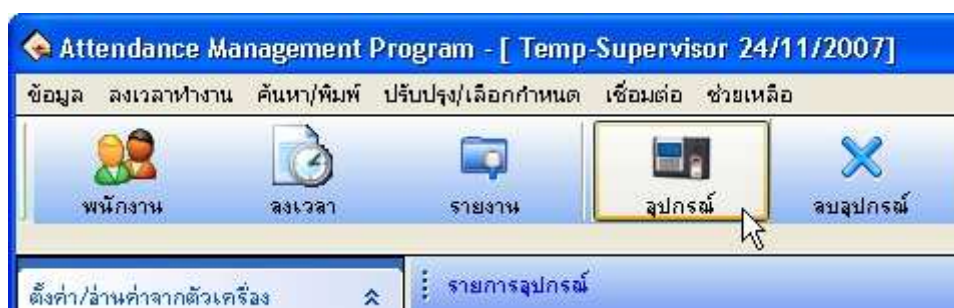 Attendance Management Program - [ Temp-Supervisor 24/11/2007]
ข้อมูล ลงเวลาทำงาน ค้นหา/พิมพ์ ปรับปรุง/เลือกกำหนด เชื่อมต่อ ช่วยเหลือ
พนักงาน ลงเวลา รายงาน อุปกรณ์ ลบอุปกรณ์
ตั้งค่า/อ่านค่าจากตัวเครื่อง รายการอุปกรณ์